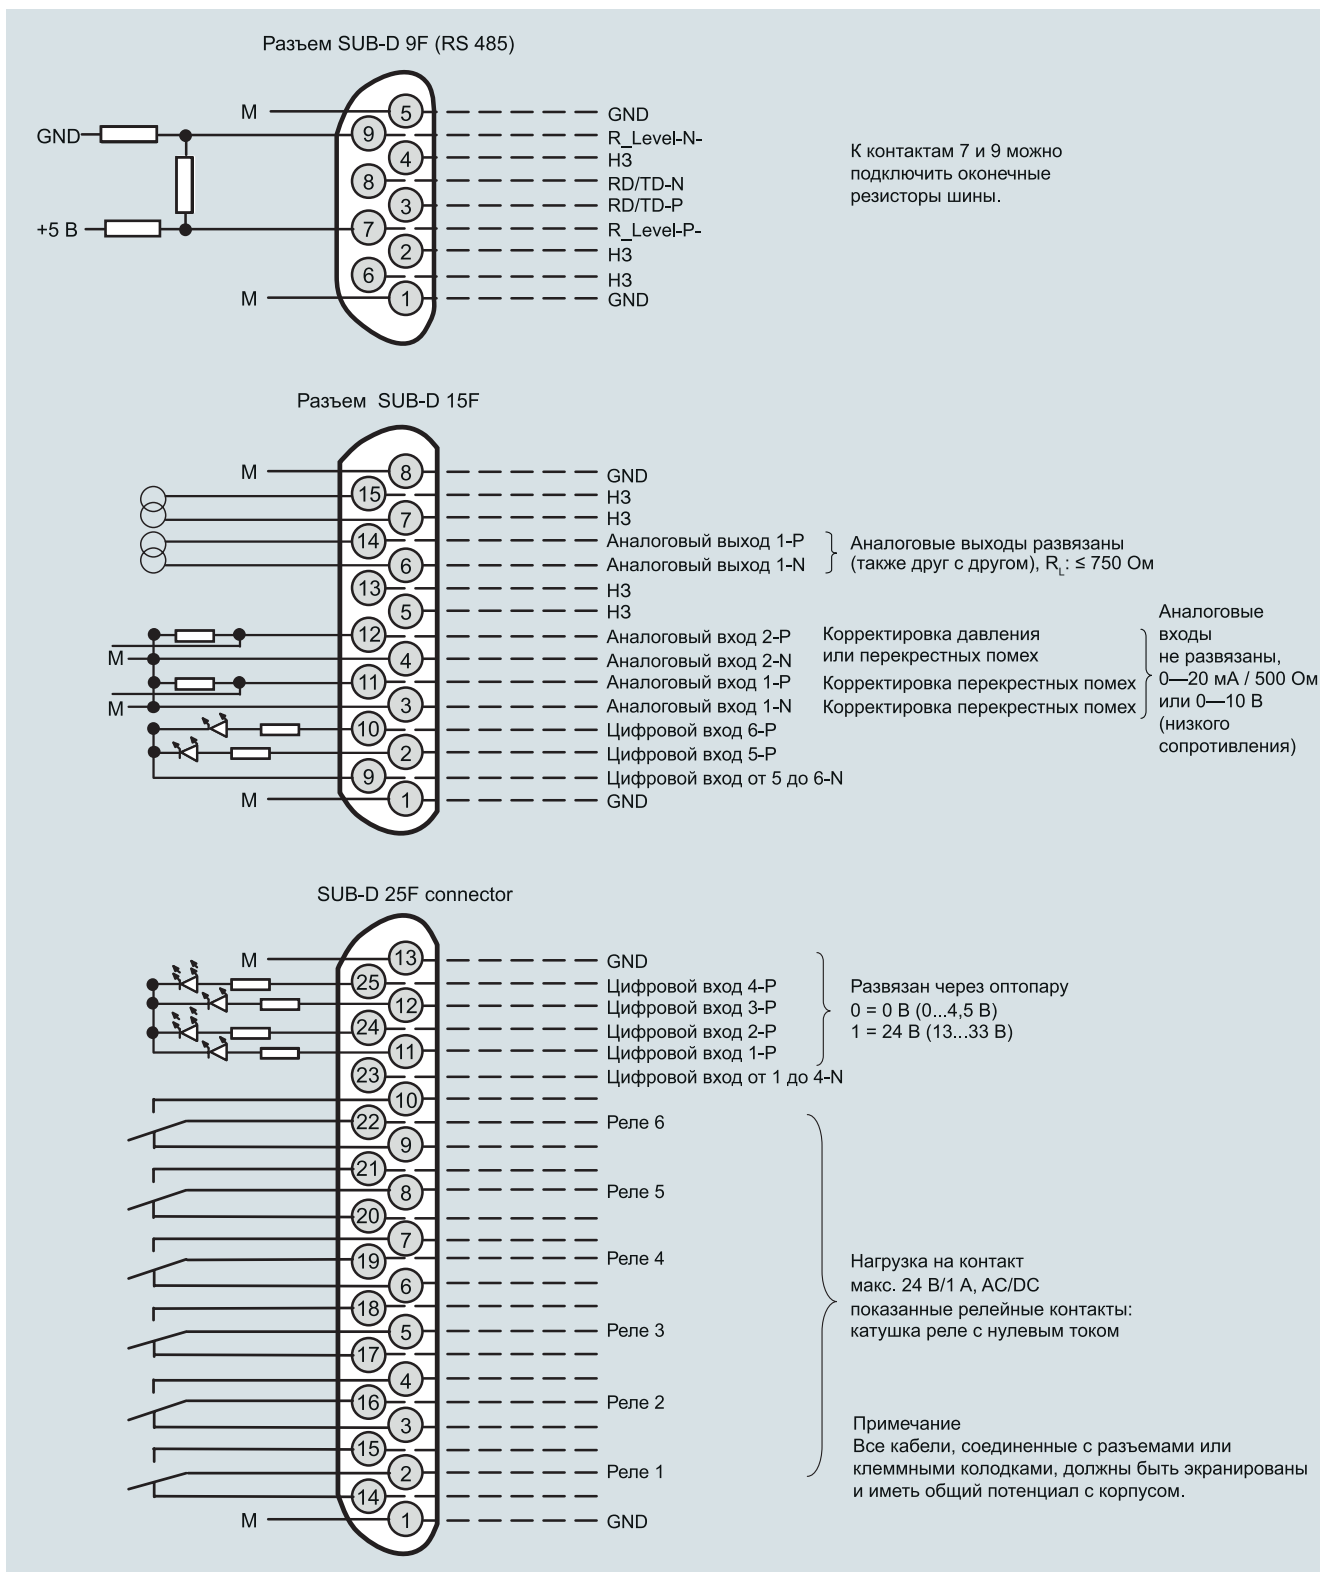 Разъем SUB-D 9F (RS 485)
M
5
GND
GND
9
R_Level-N-
4
НЗ
8
RD/TD-N
3
RD/TD-P
+5 В
7
R_Level-P-
2
НЗ
6
НЗ
M
1
GND
К контактам 7 и 9 можно
подключить оконечные
резисторы шины.
Разъем SUB-D 15F
M
8
GND
15
НЗ
7
НЗ
14
Аналоговый выход 1-P
6
Аналоговый выход 1-N
Аналоговые выходы развязаны
(также друг с другом), R_L: ≤ 750 Ом
13
НЗ
5
НЗ
12
Аналоговый вход 2-P
M
4
Аналоговый вход 2-N
11
Аналоговый вход 1-P
M
3
Аналоговый вход 1-N
Корректировка давления
или перекрестных помех
Корректировка перекрестных помех
Корректировка перекрестных помех
Аналоговые
входы
не развязаны,
0—20 мА / 500 Ом
или 0—10 В
(низкого
сопротивления)
10
Цифровой вход 6-P
2
Цифровой вход 5-P
9
Цифровой вход от 5 до 6-N
M
1
GND
SUB-D 25F connector
M
13
GND
25
Цифровой вход 4-P
12
Цифровой вход 3-P
24
Цифровой вход 2-P
11
Цифровой вход 1-P
23
Цифровой вход от 1 до 4-N
Развязан через оптопару
0 = 0 В (0...4,5 В)
1 = 24 В (13...33 В)
10
22
Реле 6
9
21
8
Реле 5
20
7
19
Реле 4
6
18
5
Реле 3
17
4
16
Реле 2
3
15
2
Реле 1
14
M
1
GND
Нагрузка на контакт
макс. 24 В/1 А, AC/DC
показанные релейные контакты:
катушка реле с нулевым током
Примечание
Все кабели, соединенные с разъемами или
клеммными колодками, должны быть экранированы
и иметь общий потенциал с корпусом.